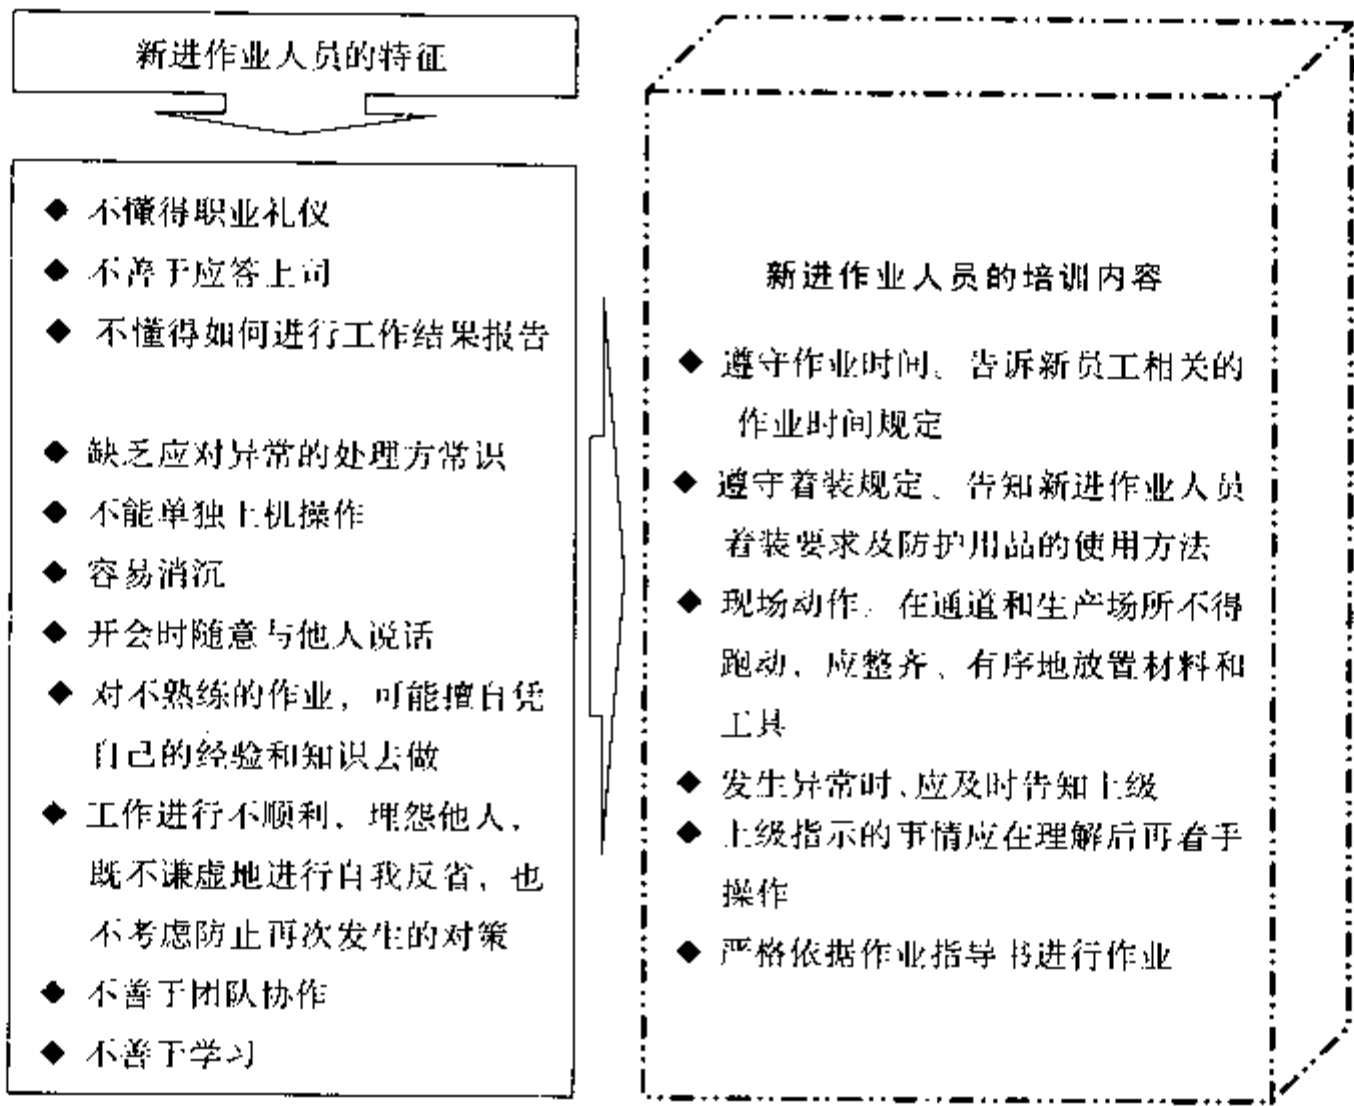 新进作业人员的特征
◆ 不懂得职业礼仪
◆ 不善于应答上司
◆ 不懂得如何进行工作结果报告
◆ 缺乏应对异常的处理方常识
◆ 不能单独上机操作
◆ 容易消沉
◆ 开会时随意与他人说话
◆ 对不熟练的作业，可能擅自凭
自己的经验和知识去做
◆ 工作进行不顺利，埋怨他人，
既不谦虚地进行自我反省，也
不考虑防止再次发生的对策
◆ 不善于团队协作
◆ 不善于学习
新进作业人员的培训内容
◆ 遵守作业时间、告诉新员工相关的
作业时间规定
◆ 遵守着装规定、告知新进作业人员
着装要求及防护用品的使用方法
◆ 现场动作，在通道和生产场所不得
跑动，应整齐、有序地放置材料和
工具
◆ 发生异常时，应及时告知上级
◆ 上级指示的事情应在理解后再着手
操作
◆ 严格依据作业指导书进行作业